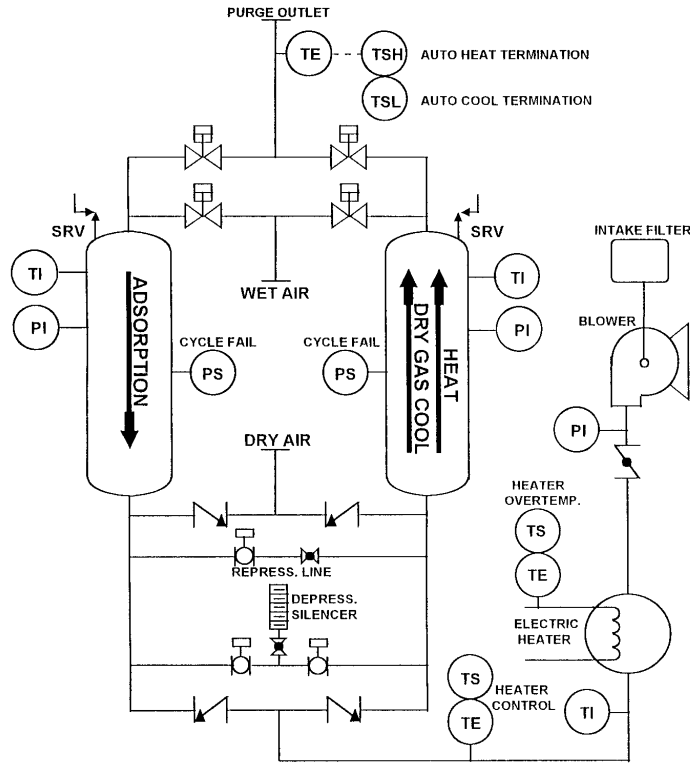 PURGE OUTLET
TE
TSH
AUTO HEAT TERMINATION
TSL
AUTO COOL TERMINATION
SRV
SRV
INTAKE FILTER
TI
TI
WET AIR
PI
PI
BLOWER
ADSORPTION
DRY GAS COOL
HEAT
CYCLE FAIL
CYCLE FAIL
PS
PS
PI
DRY AIR
HEATER
OVERTEMP.
TS
TE
REPRESS. LINE
DEPRESS.
SILENCER
ELECTRIC
HEATER
TS
HEATER
CONTROL
TE
TI